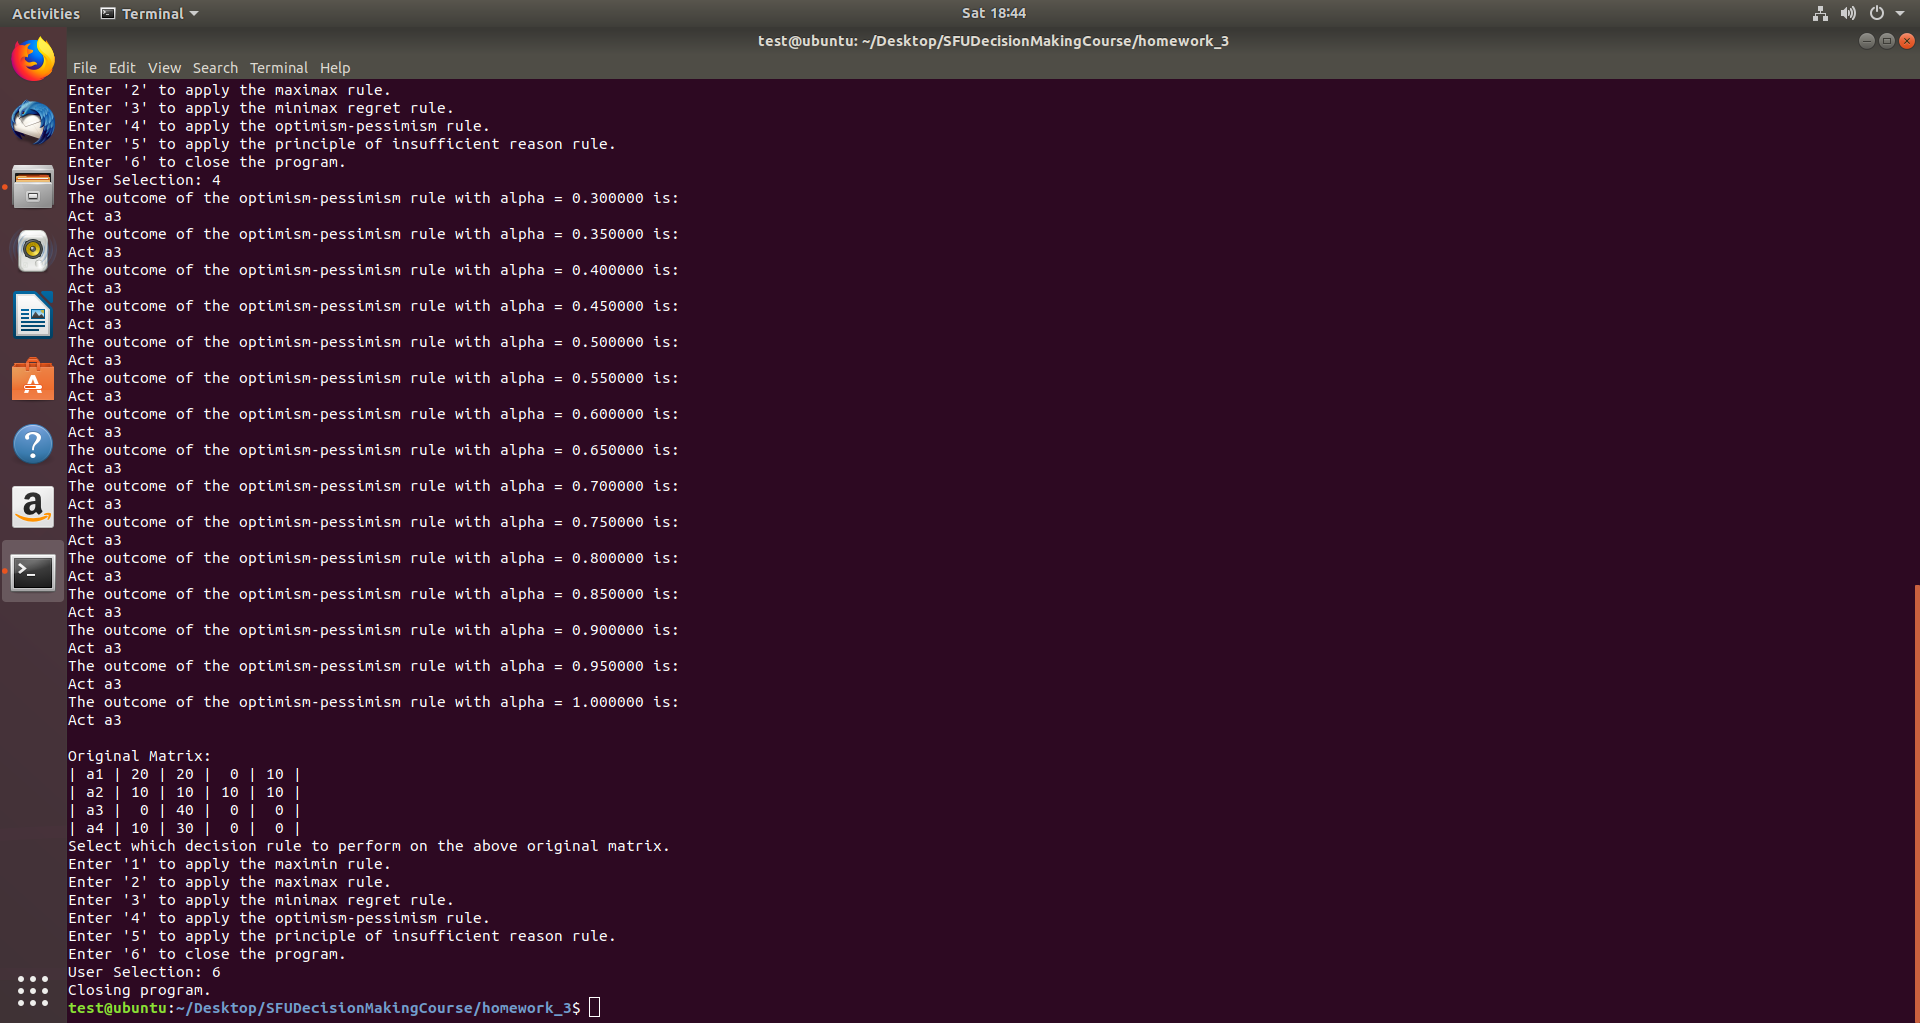 Activities Terminal Sat 18:44
test@ubuntu: ~/Desktop/SFUDecisionMakingCourse/homework_3
File Edit View Search Terminal Help
Enter '2' to apply the maximax rule.
Enter '3' to apply the minimax regret rule.
Enter '4' to apply the optimism-pessimism rule.
Enter '5' to apply the principle of insufficient reason rule.
Enter '6' to close the program.
User Selection: 4
The outcome of the optimism-pessimism rule with alpha = 0.300000 is:
Act a3
The outcome of the optimism-pessimism rule with alpha = 0.350000 is:
Act a3
The outcome of the optimism-pessimism rule with alpha = 0.400000 is:
Act a3
The outcome of the optimism-pessimism rule with alpha = 0.450000 is:
Act a3
The outcome of the optimism-pessimism rule with alpha = 0.500000 is:
Act a3
The outcome of the optimism-pessimism rule with alpha = 0.550000 is:
Act a3
The outcome of the optimism-pessimism rule with alpha = 0.600000 is:
Act a3
The outcome of the optimism-pessimism rule with alpha = 0.650000 is:
Act a3
The outcome of the optimism-pessimism rule with alpha = 0.700000 is:
Act a3
The outcome of the optimism-pessimism rule with alpha = 0.750000 is:
Act a3
The outcome of the optimism-pessimism rule with alpha = 0.800000 is:
Act a3
The outcome of the optimism-pessimism rule with alpha = 0.850000 is:
Act a3
The outcome of the optimism-pessimism rule with alpha = 0.900000 is:
Act a3
The outcome of the optimism-pessimism rule with alpha = 0.950000 is:
Act a3
The outcome of the optimism-pessimism rule with alpha = 1.000000 is:
Act a3
Original Matrix:
| a1 | 20 | 20 |  0 | 10 |
| a2 | 10 | 10 | 10 | 10 |
| a3 |  0 | 40 |  0 |  0 |
| a4 | 10 | 30 |  0 |  0 |
Select which decision rule to perform on the above original matrix.
Enter '1' to apply the maximin rule.
Enter '2' to apply the maximax rule.
Enter '3' to apply the minimax regret rule.
Enter '4' to apply the optimism-pessimism rule.
Enter '5' to apply the principle of insufficient reason rule.
Enter '6' to close the program.
User Selection: 6
Closing program.
test@ubuntu:~/Desktop/SFUDecisionMakingCourse/homework_3$